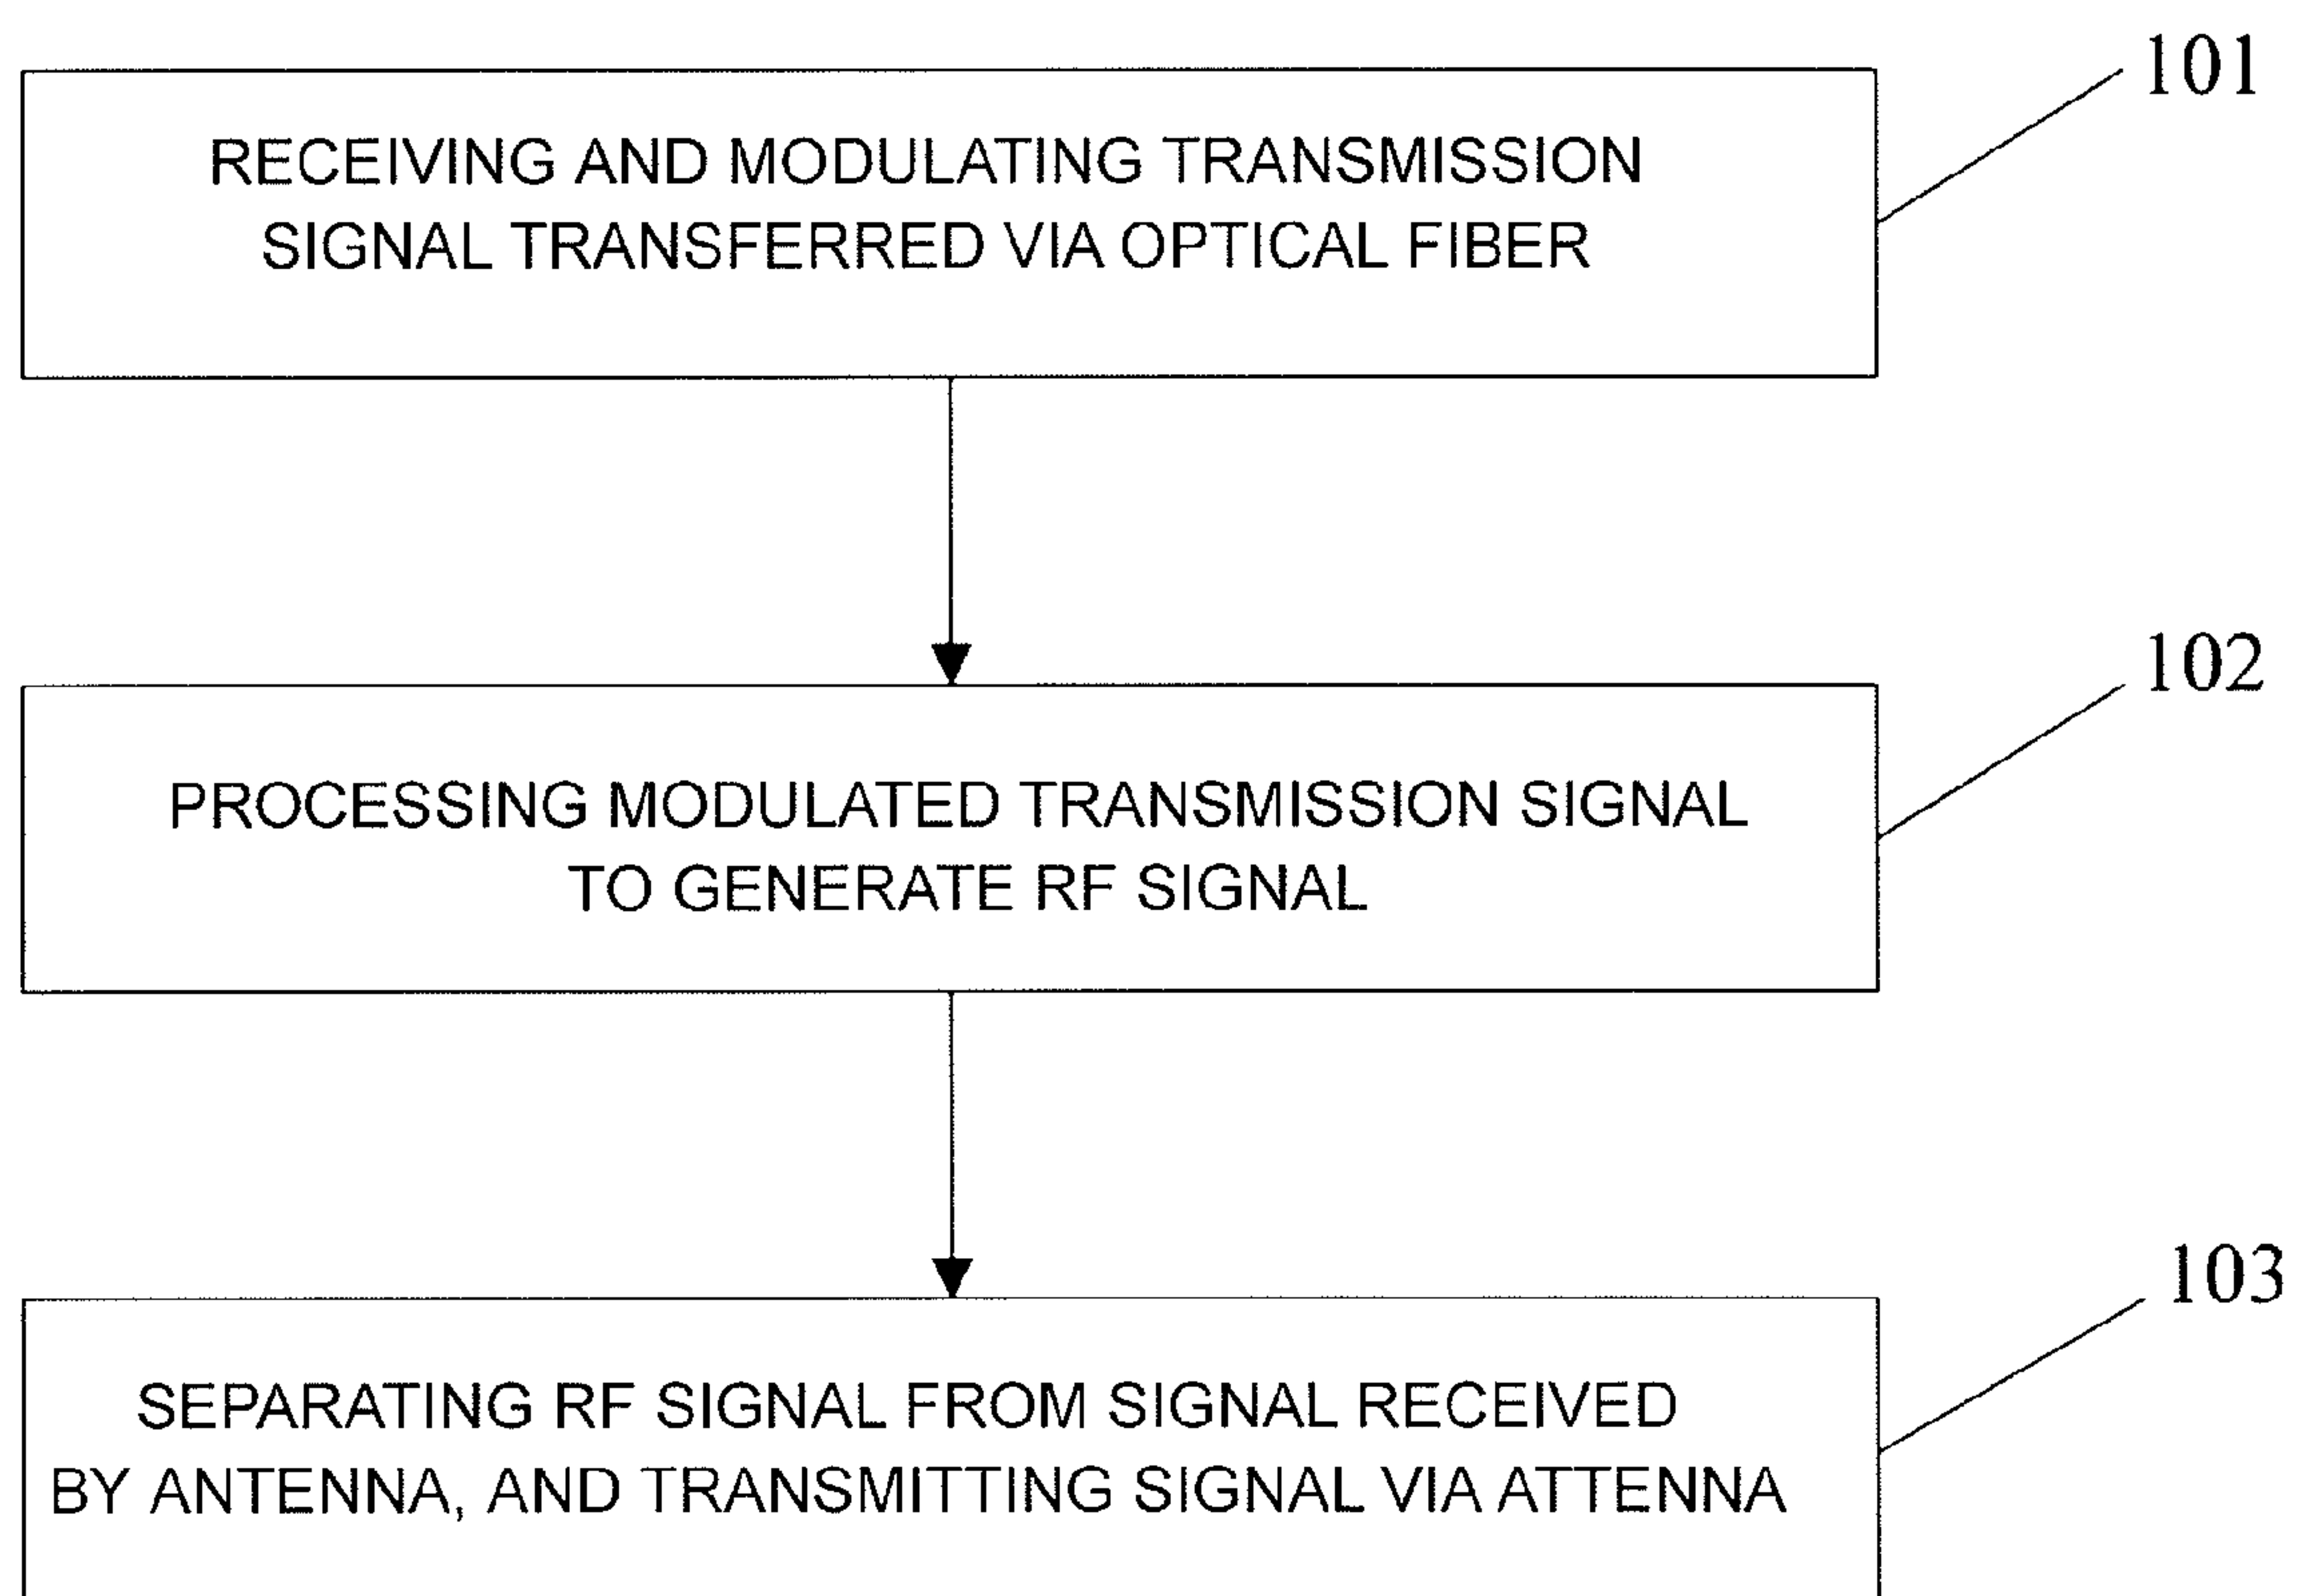 101
RECEIVING AND MODULATING TRANSMISSION
SIGNAL TRANSFERRED VIA OPTICAL FIBER
102
PROCESSING MODULATED TRANSMISSION SIGNAL
TO GENERATE RF SIGNAL
103
SEPARATING RF SIGNAL FROM SIGNAL RECEIVED
BY ANTENNA, AND TRANSMITTING SIGNAL VIA ATTENNA